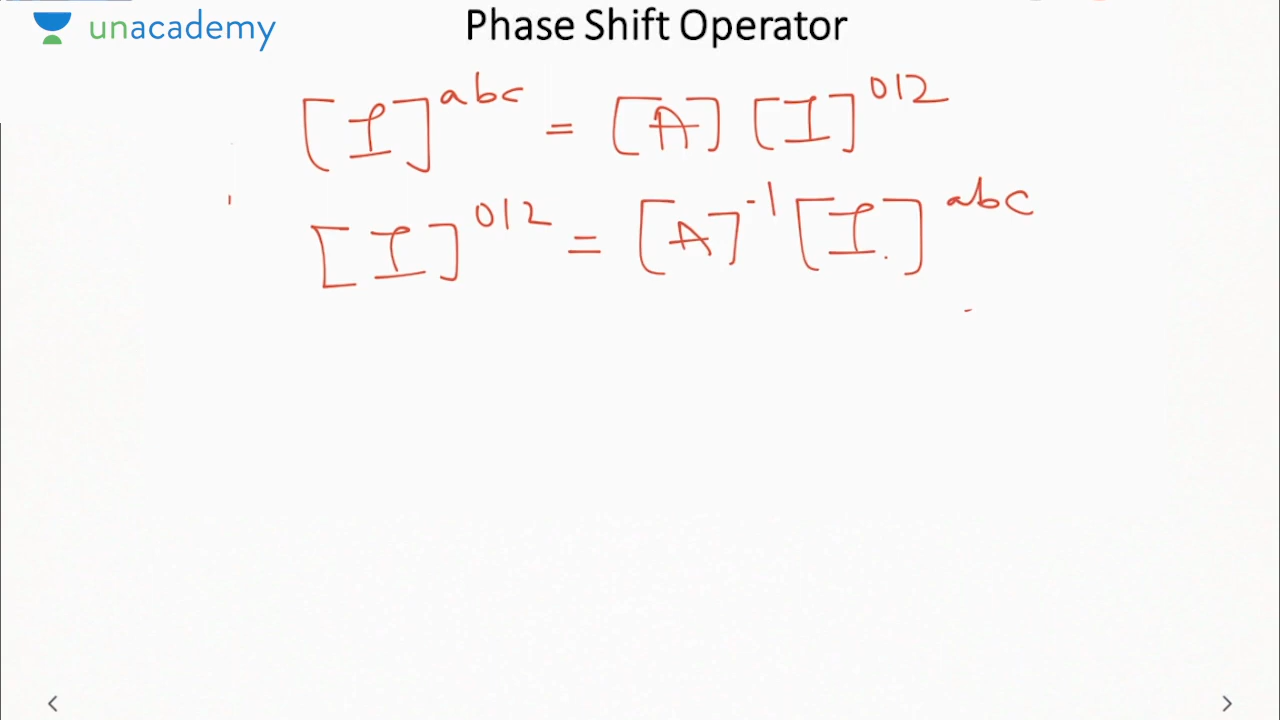 unacademy
Phase Shift Operator
[I]^abc = [A] [I]^012
[I]^012 = [A]^-1 [I]^abc